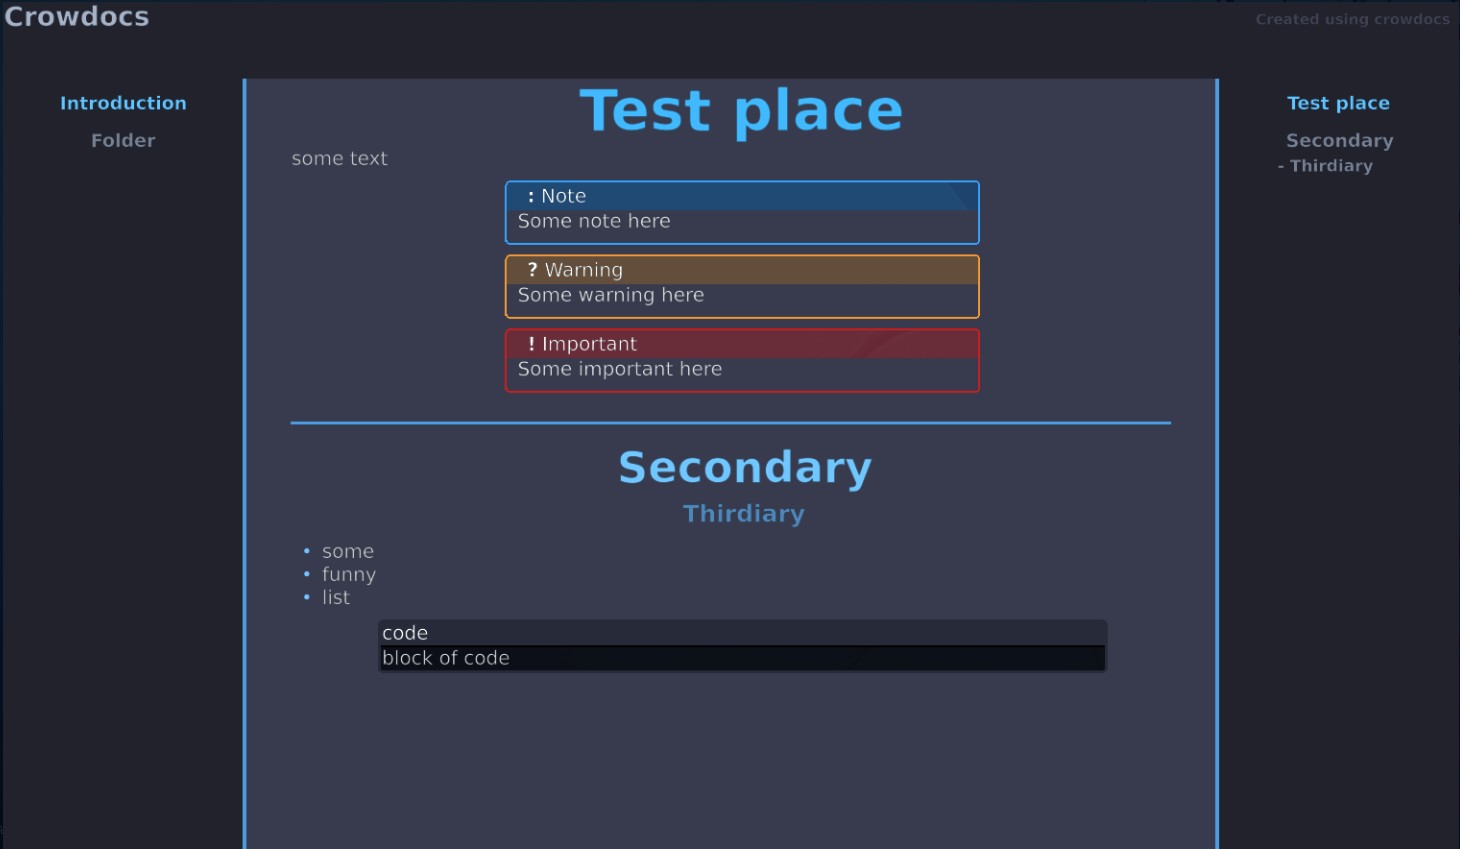 Crowdocs
Created using crowdocs
Introduction
Folder
Test place
some text
: Note
Some note here
? Warning
Some warning here
! Important
Some important here
Secondary
Thirdiary
• some
• funny
• list
code
block of code
Test place
Secondary
- Thirdiary